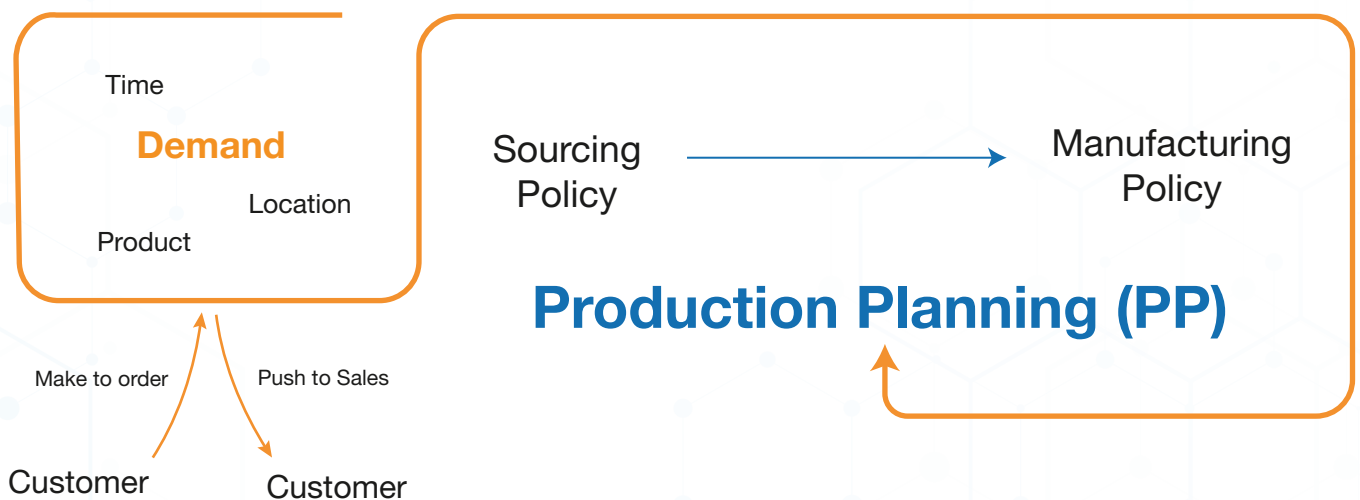 Time
Demand
Location
Product
Sourcing
Policy
Manufacturing
Policy
Production Planning (PP)
Make to order
Push to Sales
Customer
Customer